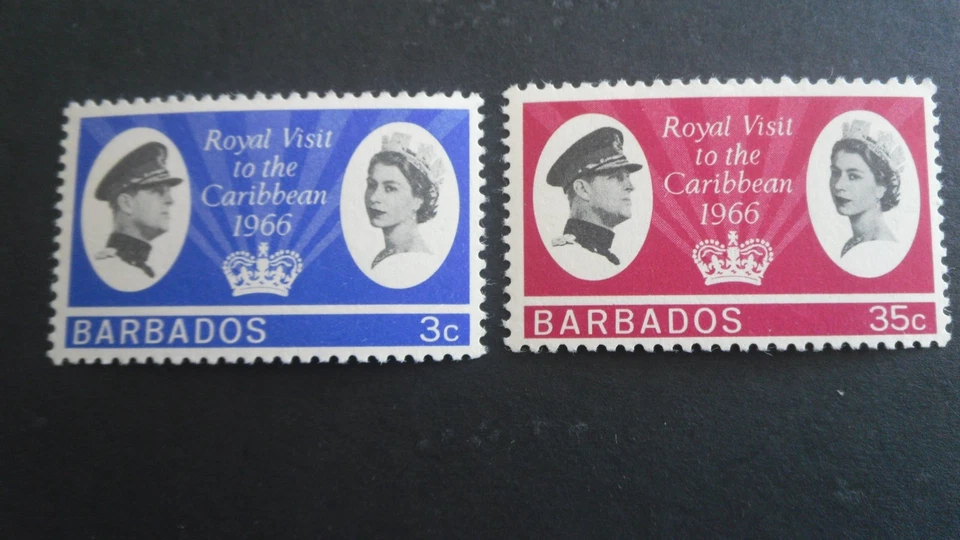 Royal Visit
to the
Caribbean
1966
BARBADOS 3c
Royal Visit
to the
Caribbean
1966
BARBADOS 35c